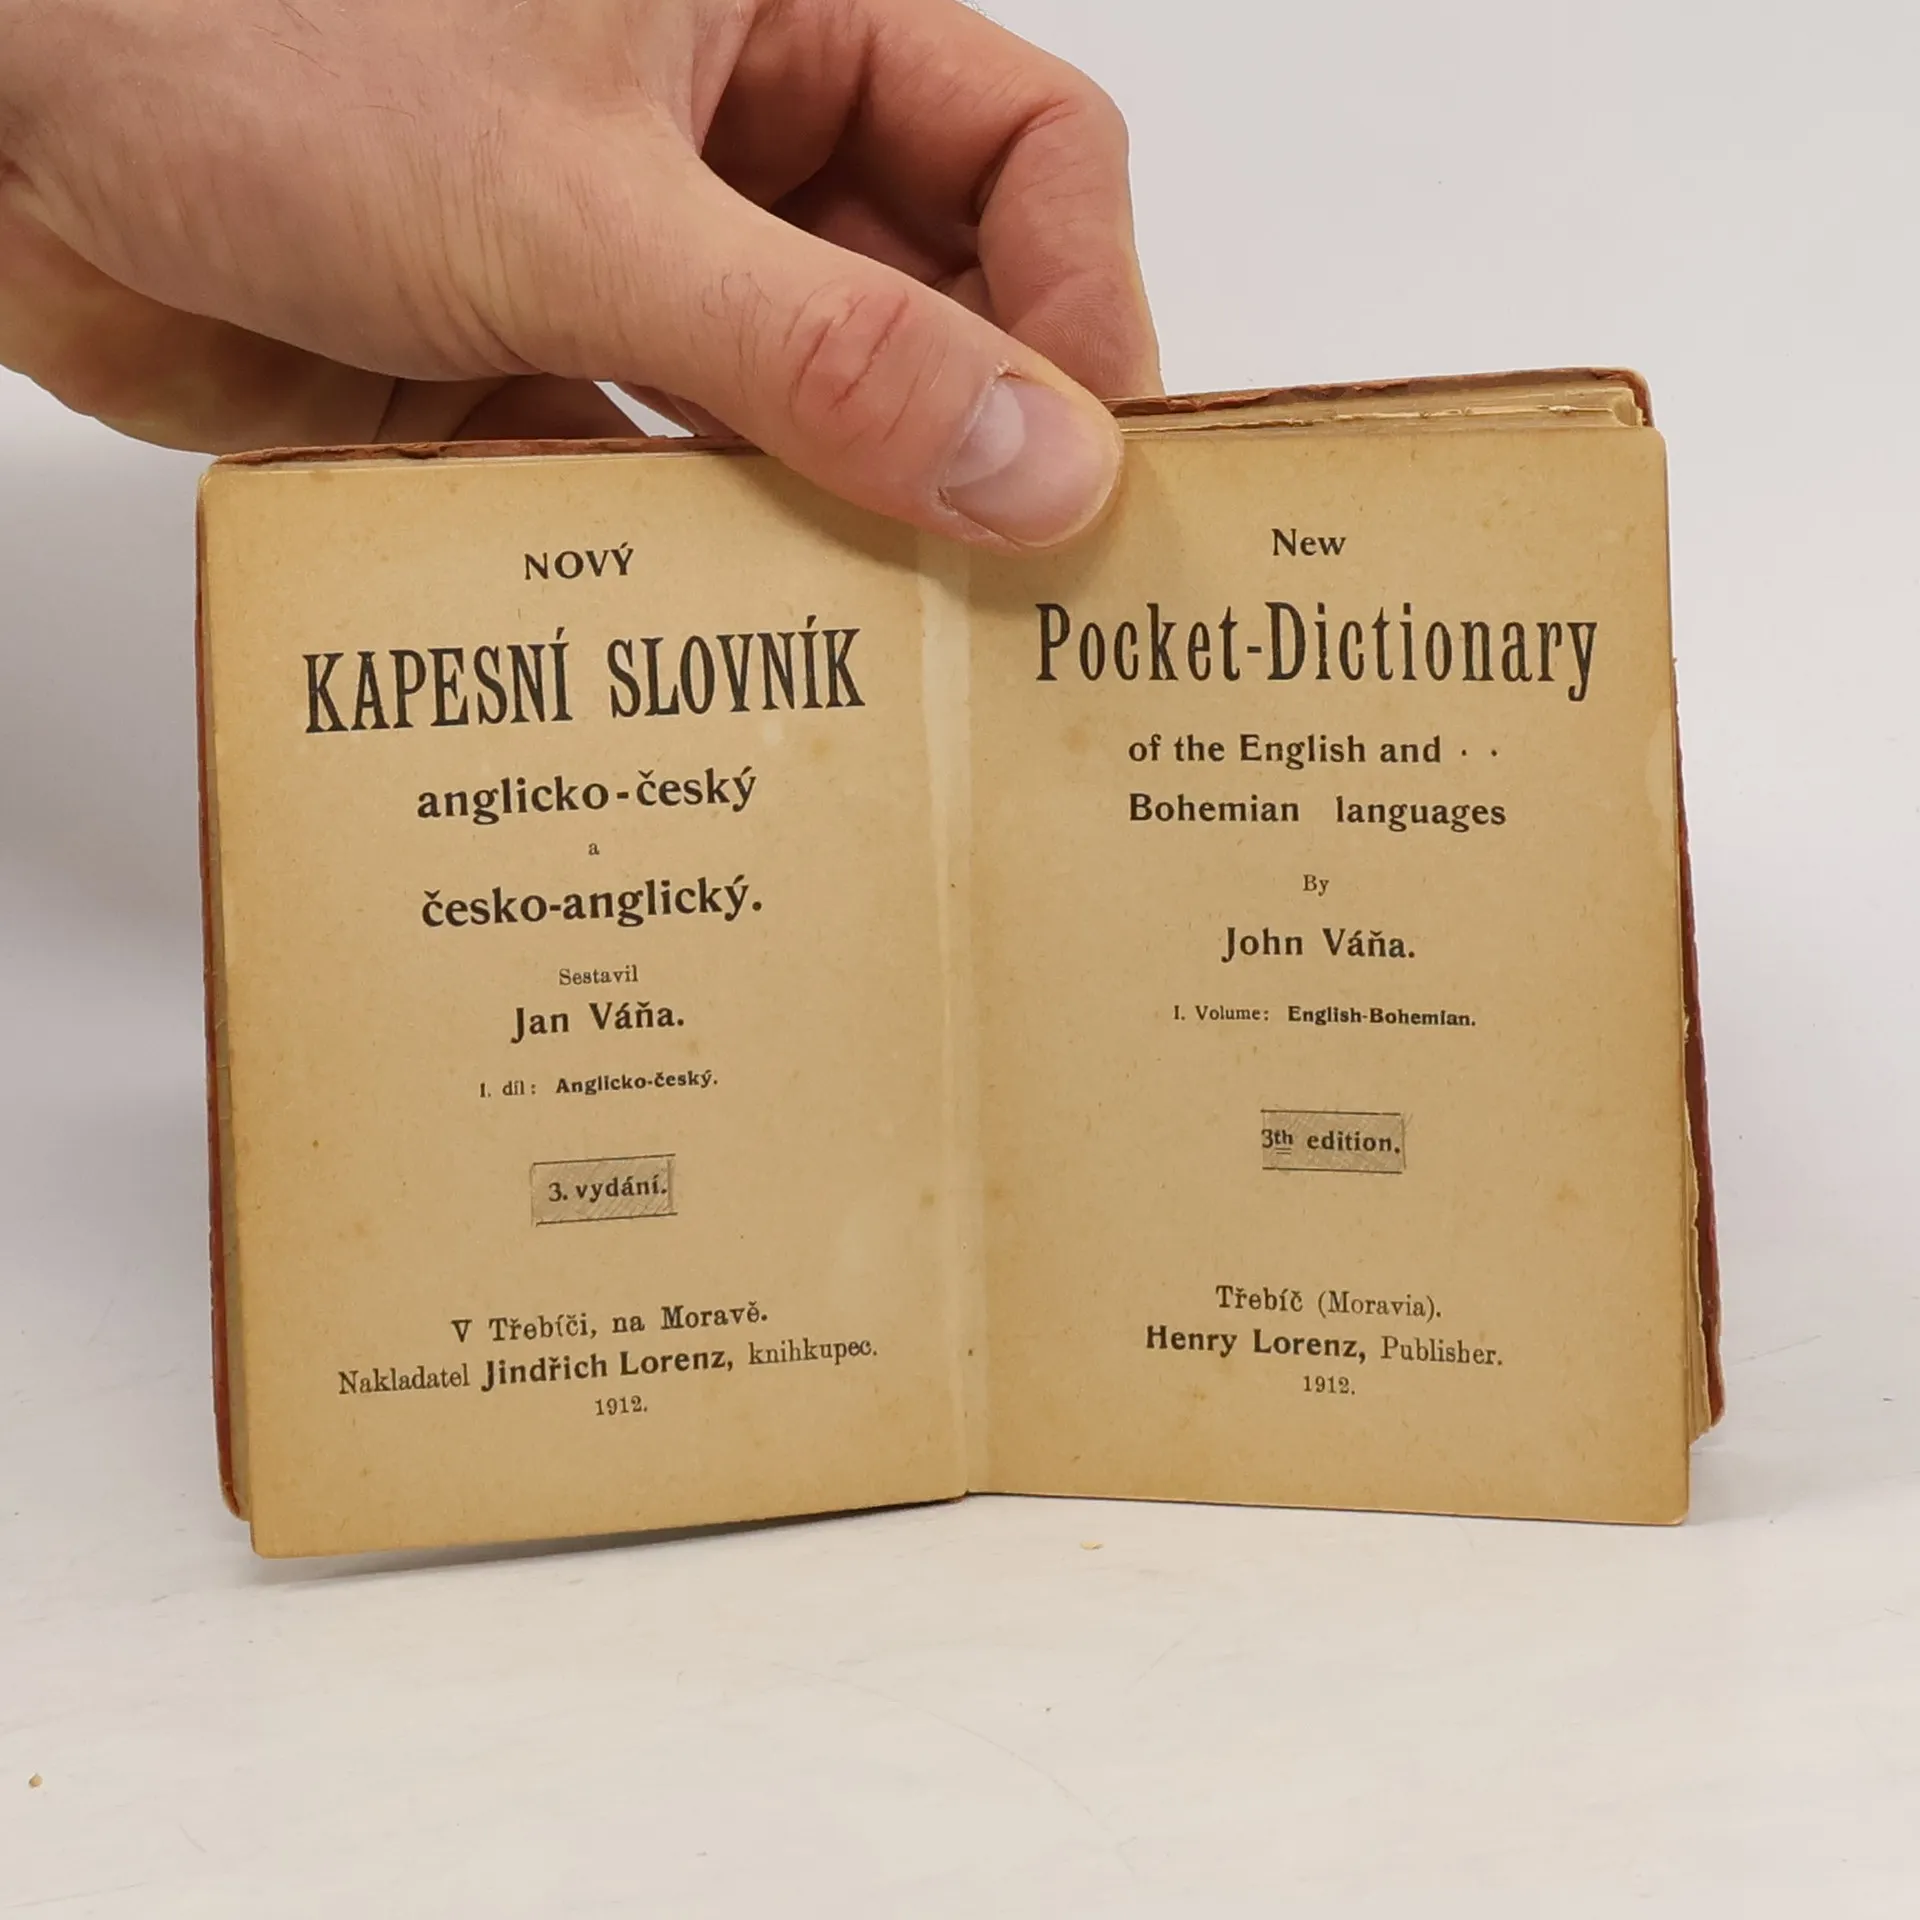 NOVÝ
KAPESNÍ SLOVNÍK
anglicko-český
a
česko-anglický.
Sestavil
Jan Váňa.
I. díl: Anglicko-český.
3. vydání.
V Třebíči, na Moravě.
Nakladatel Jindřich Lorenz, knihkupec.
1912.
New
Pocket-Dictionary
of the English and · ·
Bohemian languages
By
John Váňa.
I. Volume: English-Bohemian.
3th edition.
Třebíč (Moravia).
Henry Lorenz, Publisher.
1912.